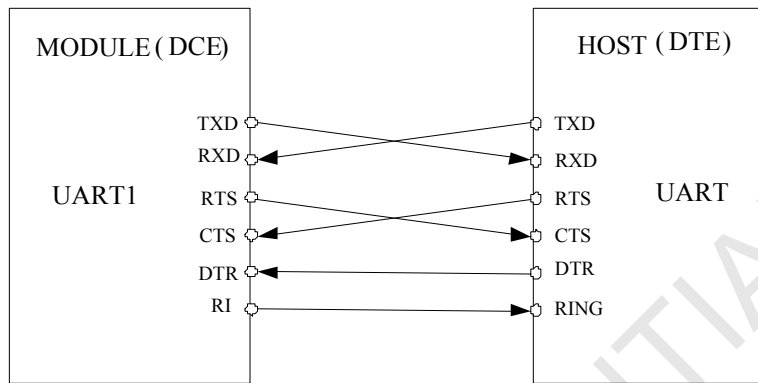 MODULE ( DCE)
HOST ( DTE)
TXD
RXD
UART1
RTS
CTS
DTR
RI
TXD
RXD
RTS
UART
CTS
DTR
RING